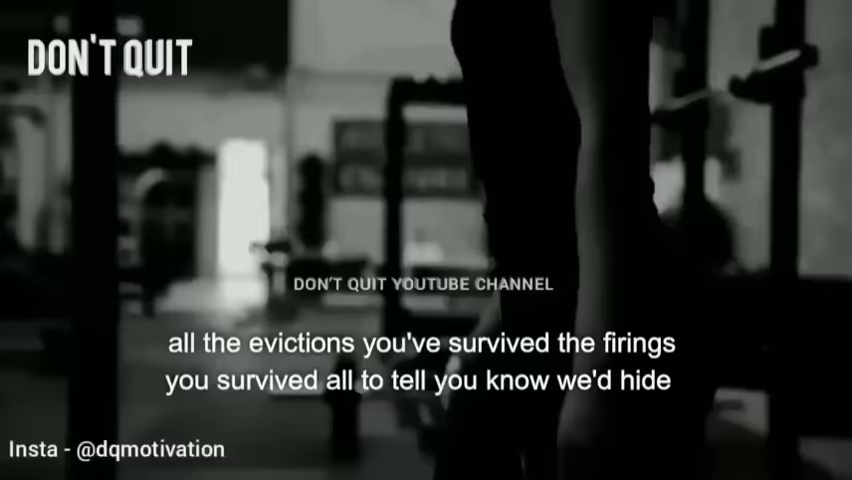 DON'T QUIT
DON'T QUIT YOUTUBE CHANNEL
all the evictions you've survived the firings
you survived all to tell you know we'd hide
Insta - @dqmotivation